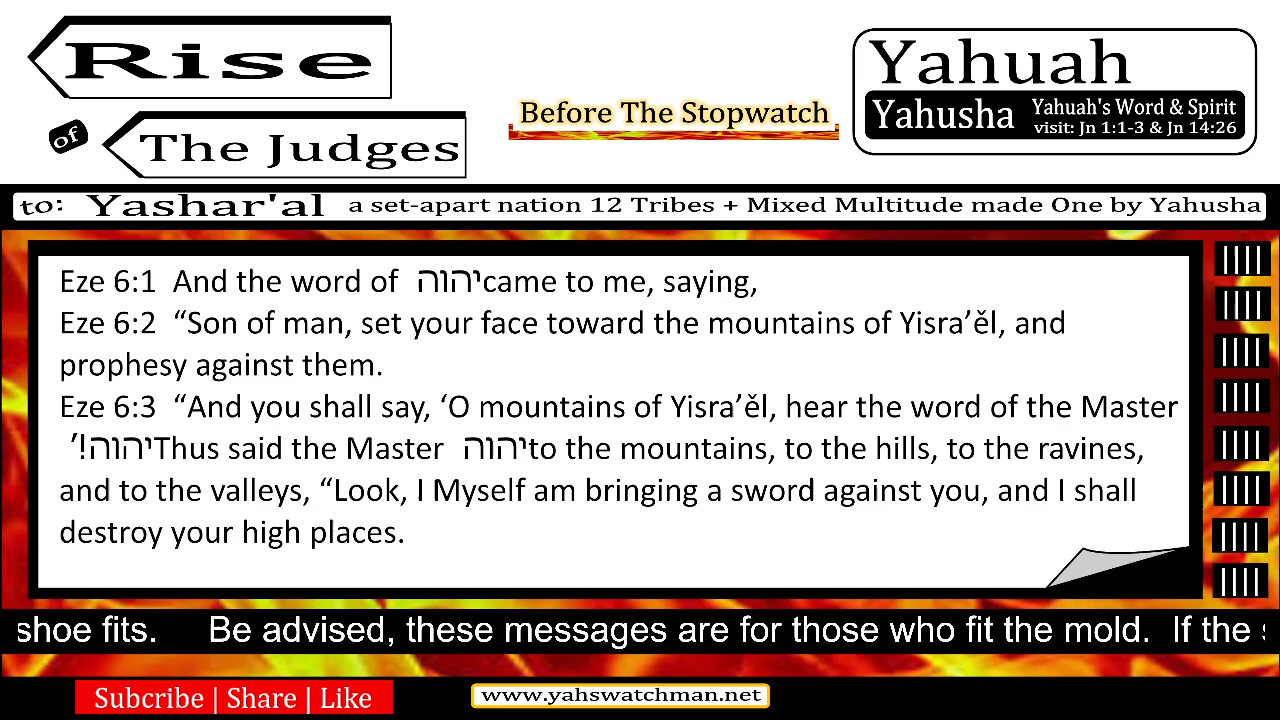 Rise
of
The Judges
Before The Stopwatch
Yahuah
Yahusha Yahuah's Word & Spirit
visit: Jn 1:1-3 & Jn 14:26
to: Yashar'al a set-apart nation 12 Tribes + Mixed Multitude made One by Yahusha
Eze 6:1 And the word of יהוה came to me, saying,
Eze 6:2 “Son of man, set your face toward the mountains of Yisra’ěl, and
prophesy against them.
Eze 6:3 “And you shall say, ‘O mountains of Yisra’ěl, hear the word of the Master
יהוה!’ Thus said the Master יהוה to the mountains, to the hills, to the ravines,
and to the valleys, “Look, I Myself am bringing a sword against you, and I shall
destroy your high places.
shoe fits. Be advised, these messages are for those who fit the mold. If the
Subcribe | Share | Like
www.yahswatchman.net